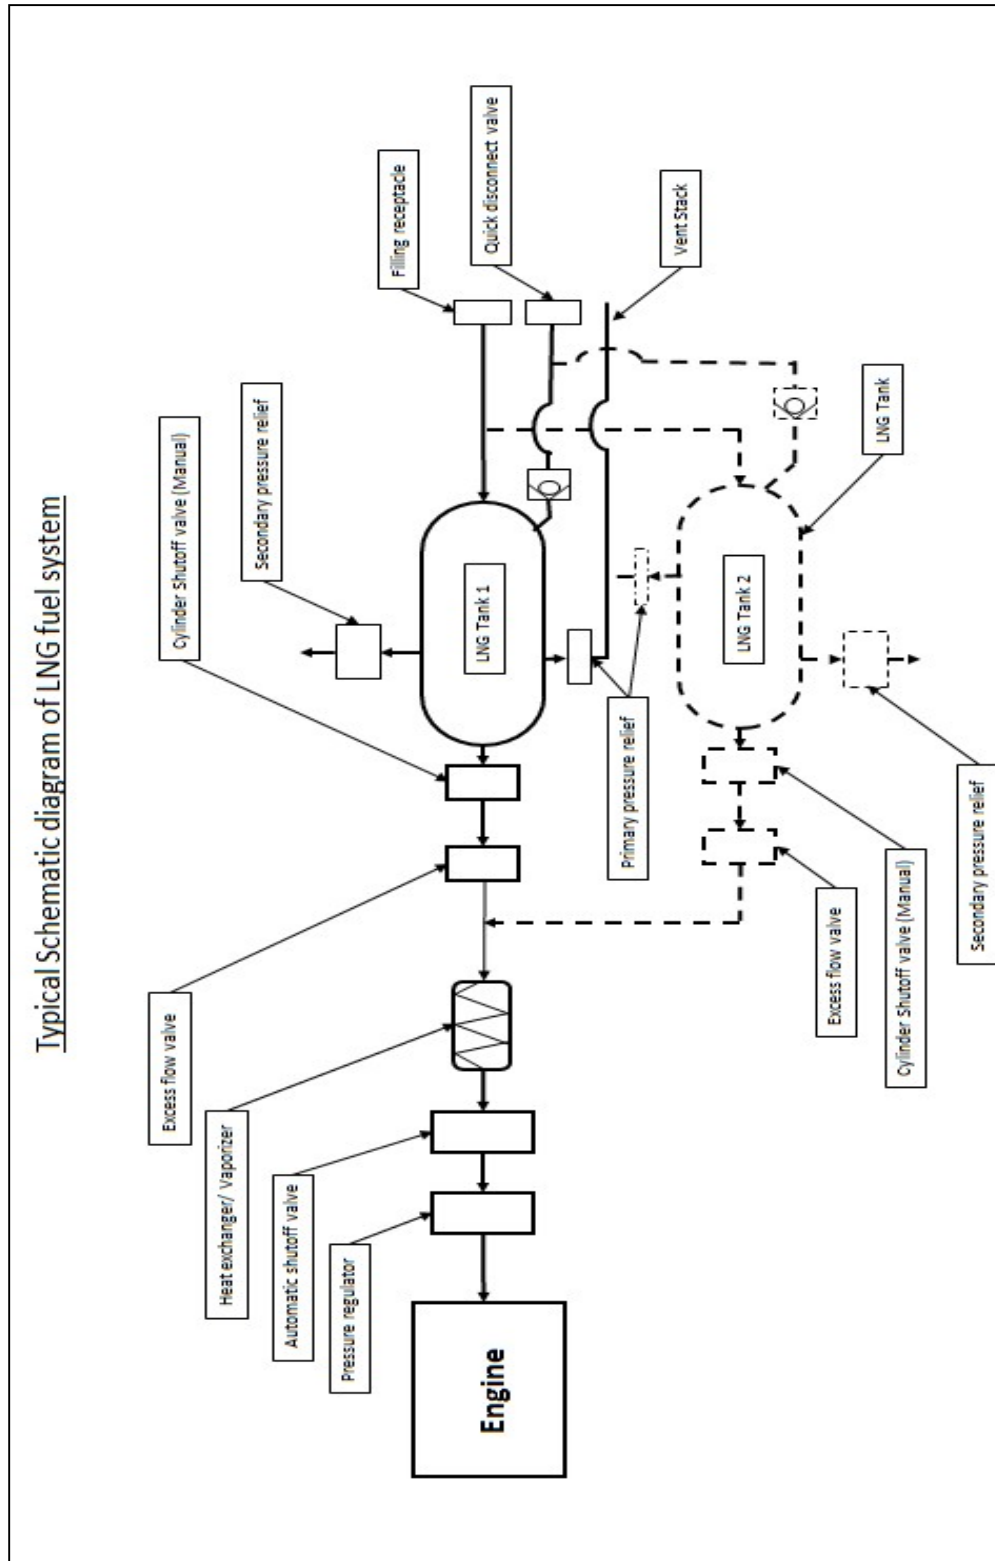 Typical Schematic diagram of LNG fuel system
Excess flow valve
Cylinder Shutoff valve (Manual)
Heat exchanger/ Vaporizer
Secondary pressure relief
Automatic shutoff valve
Pressure regulator
Filling receptacle
Engine
LNG Tank 1
Quick disconnect valve
Primary pressure relief
Vent Stack
LNG Tank 2
Excess flow valve
LNG Tank
Cylinder Shutoff valve (Manual)
Secondary pressure relief